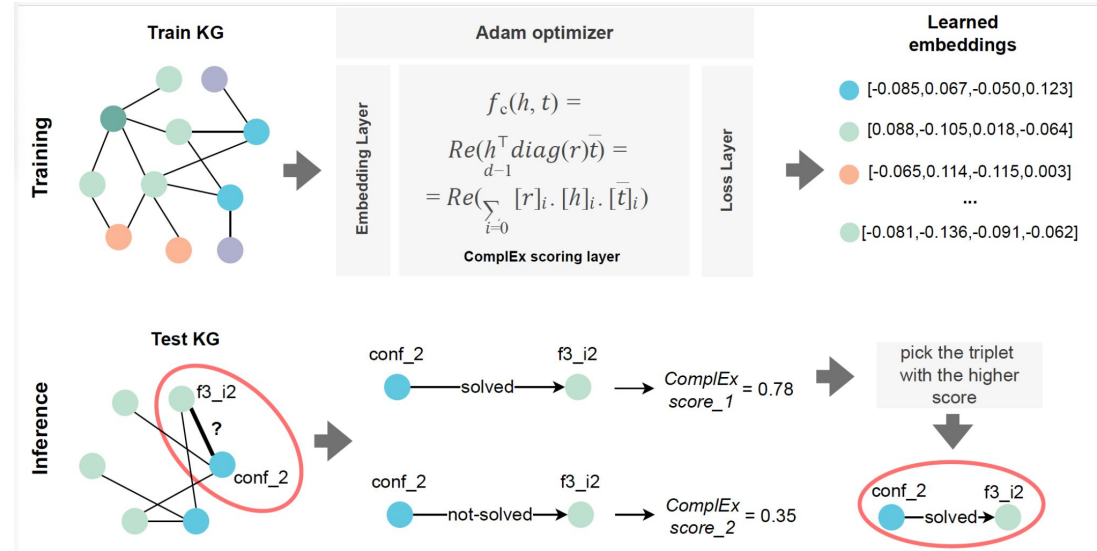 Train KG
Adam optimizer
Learned
embeddings
Training
Embedding Layer
f_c(h, t) =
Re(h^⊤ diag(r) t̅) =
d-1
= Re(∑ [r]_i. [h]_i. [t̅]_i)
i=0
ComplEx scoring layer
Loss Layer
[-0.085,0.067,-0.050,0.123]
[0.088,-0.105,0.018,-0.064]
[-0.065,0.114,-0.115,0.003]
...
[-0.081,-0.136,-0.091,-0.062]
Inference
Test KG
f3_i2
?
conf_2
conf_2
f3_i2
solved
ComplEx
score_1 = 0.78
pick the triplet
with the higher
score
conf_2
f3_i2
not-solved
ComplEx
score_2 = 0.35
conf_2
f3_i2
solved